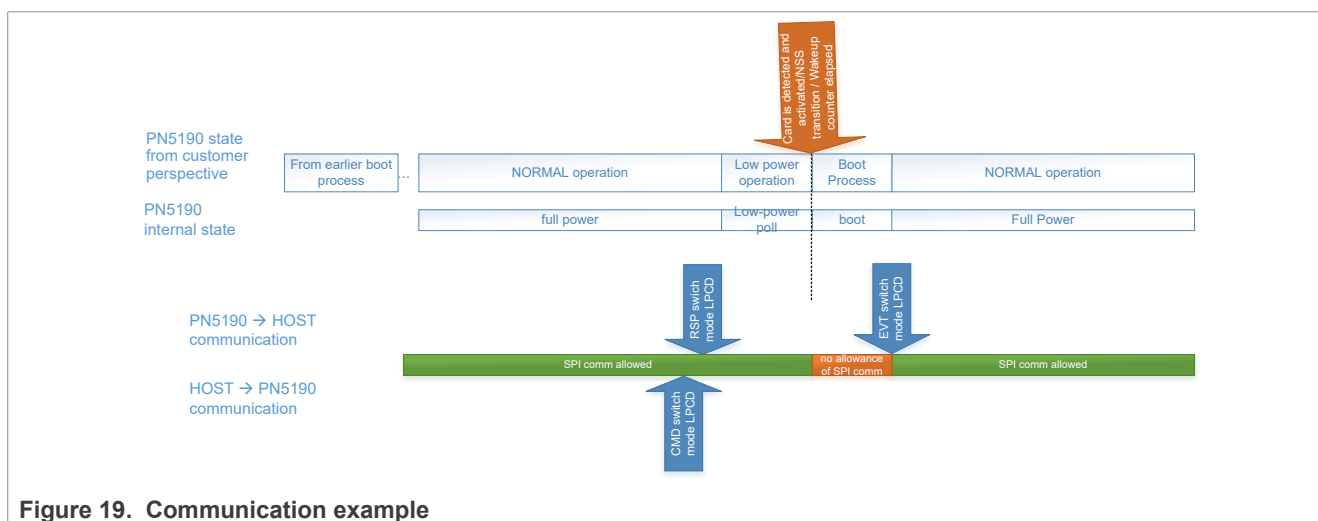 Card is detected and
activated/NSS
transition / Wakeup
counter elapsed
PN5190 state
from customer
perspective
From earlier boot
process
...
NORMAL operation
Low power
operation
Boot
Process
NORMAL operation
PN5190
internal state
full power
Low-power
poll
boot
Full Power
RSP swich
mode LPCD
EVT switch
mode LPCD
PN5190 → HOST
communication
SPI comm allowed
no allowance
of SPI comm
SPI comm allowed
HOST → PN5190
communication
CMD switch
mode LPCD
Figure 19. Communication example